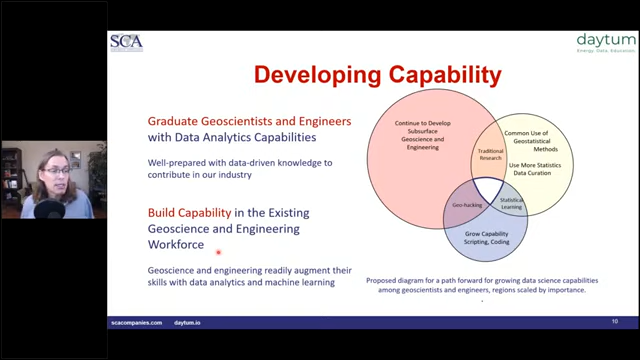 SCA
daytum
Energy, Data, Education
Developing Capability
Graduate Geoscientists and Engineers
with Data Analytics Capabilities
Well-prepared with data-driven knowledge to
contribute in our industry
Build Capability in the Existing
Geoscience and Engineering
Workforce
Geoscience and engineering readily augment their
skills with data analytics and machine learning
Continue to Develop
Subsurface
Geoscience and
Engineering
Traditional
Research
Common Use of
Geostatistical
Methods
Use More Statistics
Data Curation
Geo-hacking
Statistical
Learning
Grow Capability
Scripting, Coding
Proposed diagram for a path forward for growing data science capabilities
among geoscientists and engineers, regions scaled by importance.
scacompanies.com daytum.io